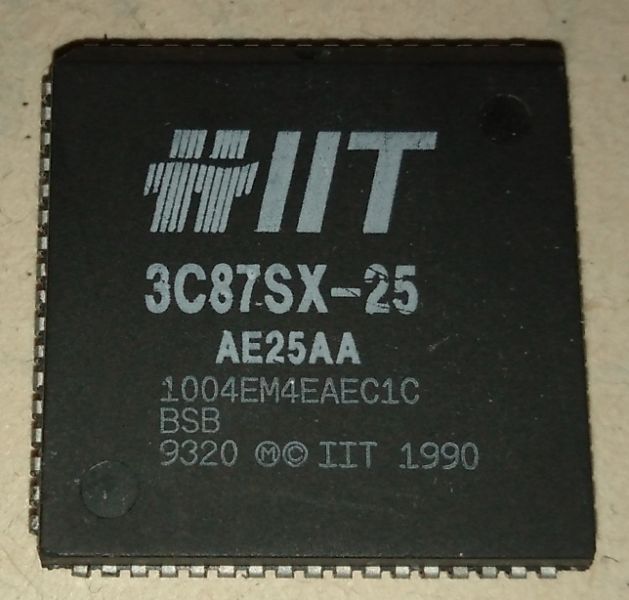 IIT
3C87SX-25
AE25AA
1004EM4EAEC1C
BSB
9320 Ⓜ© IIT 1990